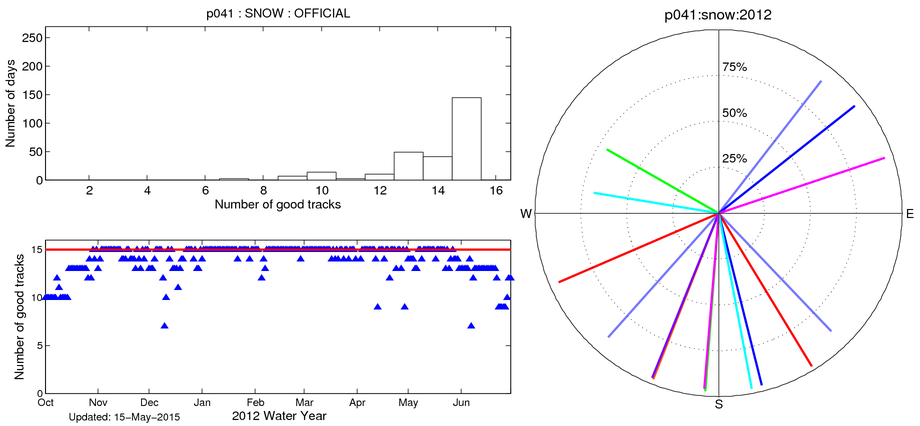 p041 : SNOW : OFFICIAL
Number of days
250
200
150
100
50
0
2 4 6 8 10 12 14 16
Number of good tracks
Number of good tracks
15
10
5
0
Oct Nov Dec Jan Feb Mar Apr May Jun
Updated: 15−May−2015
2012 Water Year
p041:snow:2012
75%
50%
25%
W
E
S